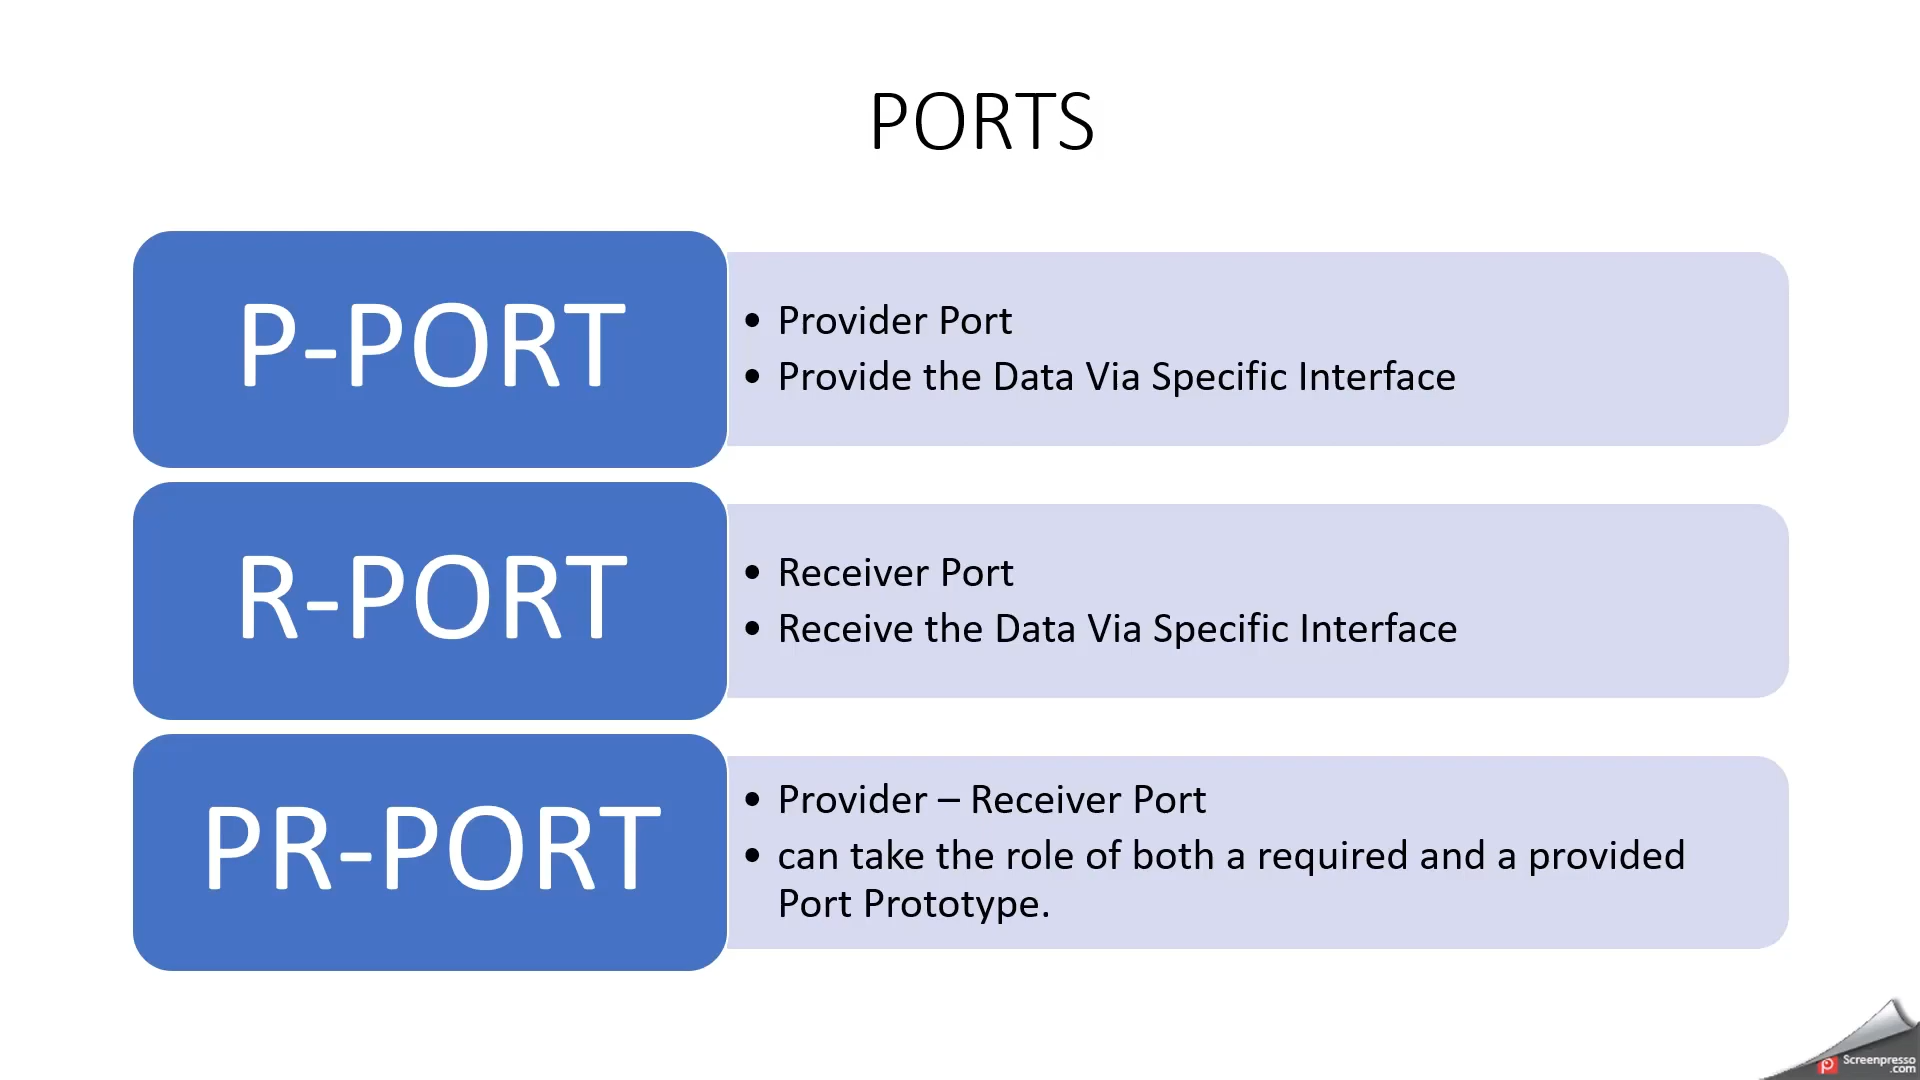 PORTS
P-PORT
• Provider Port
• Provide the Data Via Specific Interface
R-PORT
• Receiver Port
• Receive the Data Via Specific Interface
PR-PORT
• Provider – Receiver Port
• can take the role of both a required and a provided
Port Prototype.
Screenpresso
.com